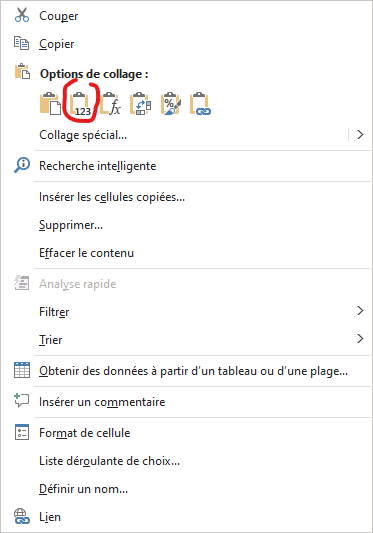 Couper
Copier
Options de collage :
123 fx %
Collage spécial...
Recherche intelligente
Insérer les cellules copiées...
Supprimer...
Effacer le contenu
Analyse rapide
Filtrer
Trier
Obtenir des données à partir d'un tableau ou d'une plage...
Insérer un commentaire
Format de cellule
Liste déroulante de choix...
Définir un nom...
Lien